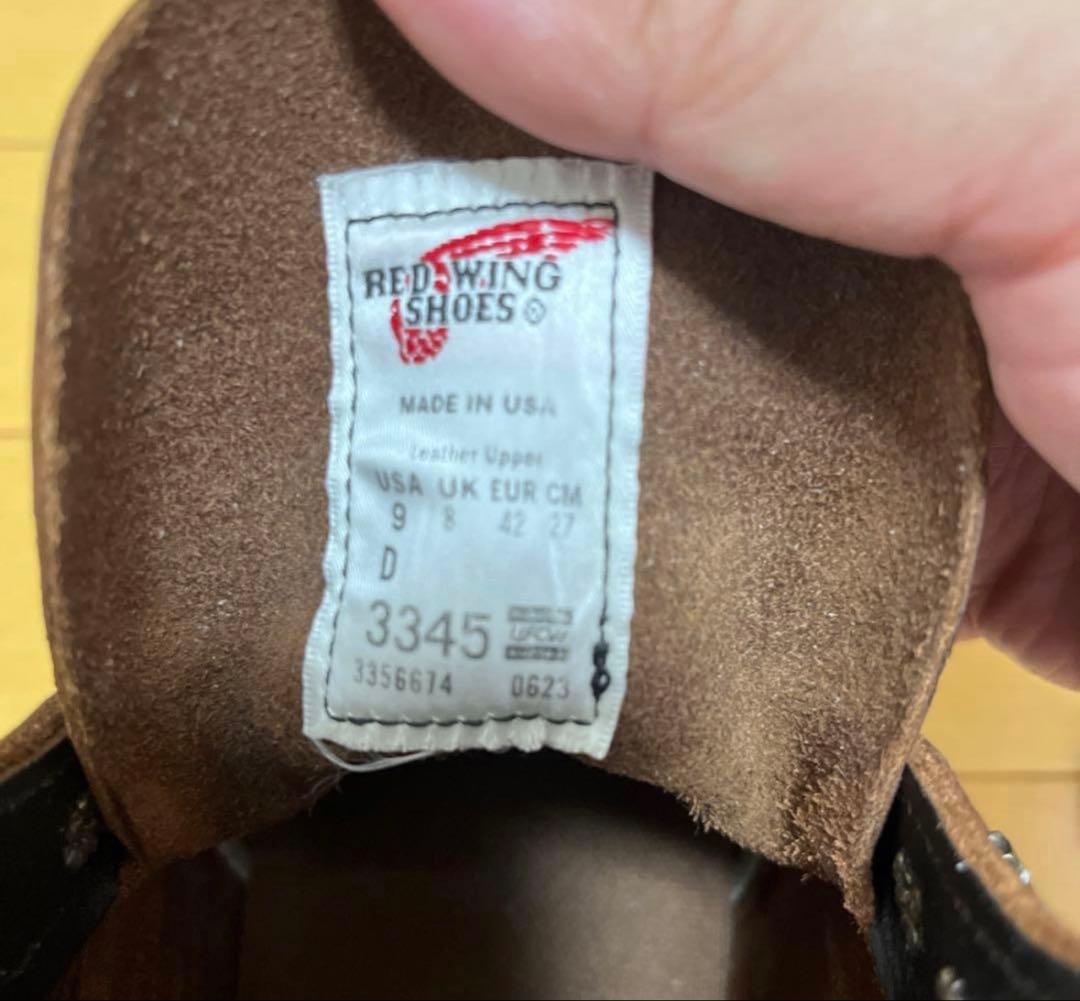 RED WING
SHOES
MADE IN USA
Leather Upper
USA UK EUR CM
9 8 42 27
D
3345
3356674 0623